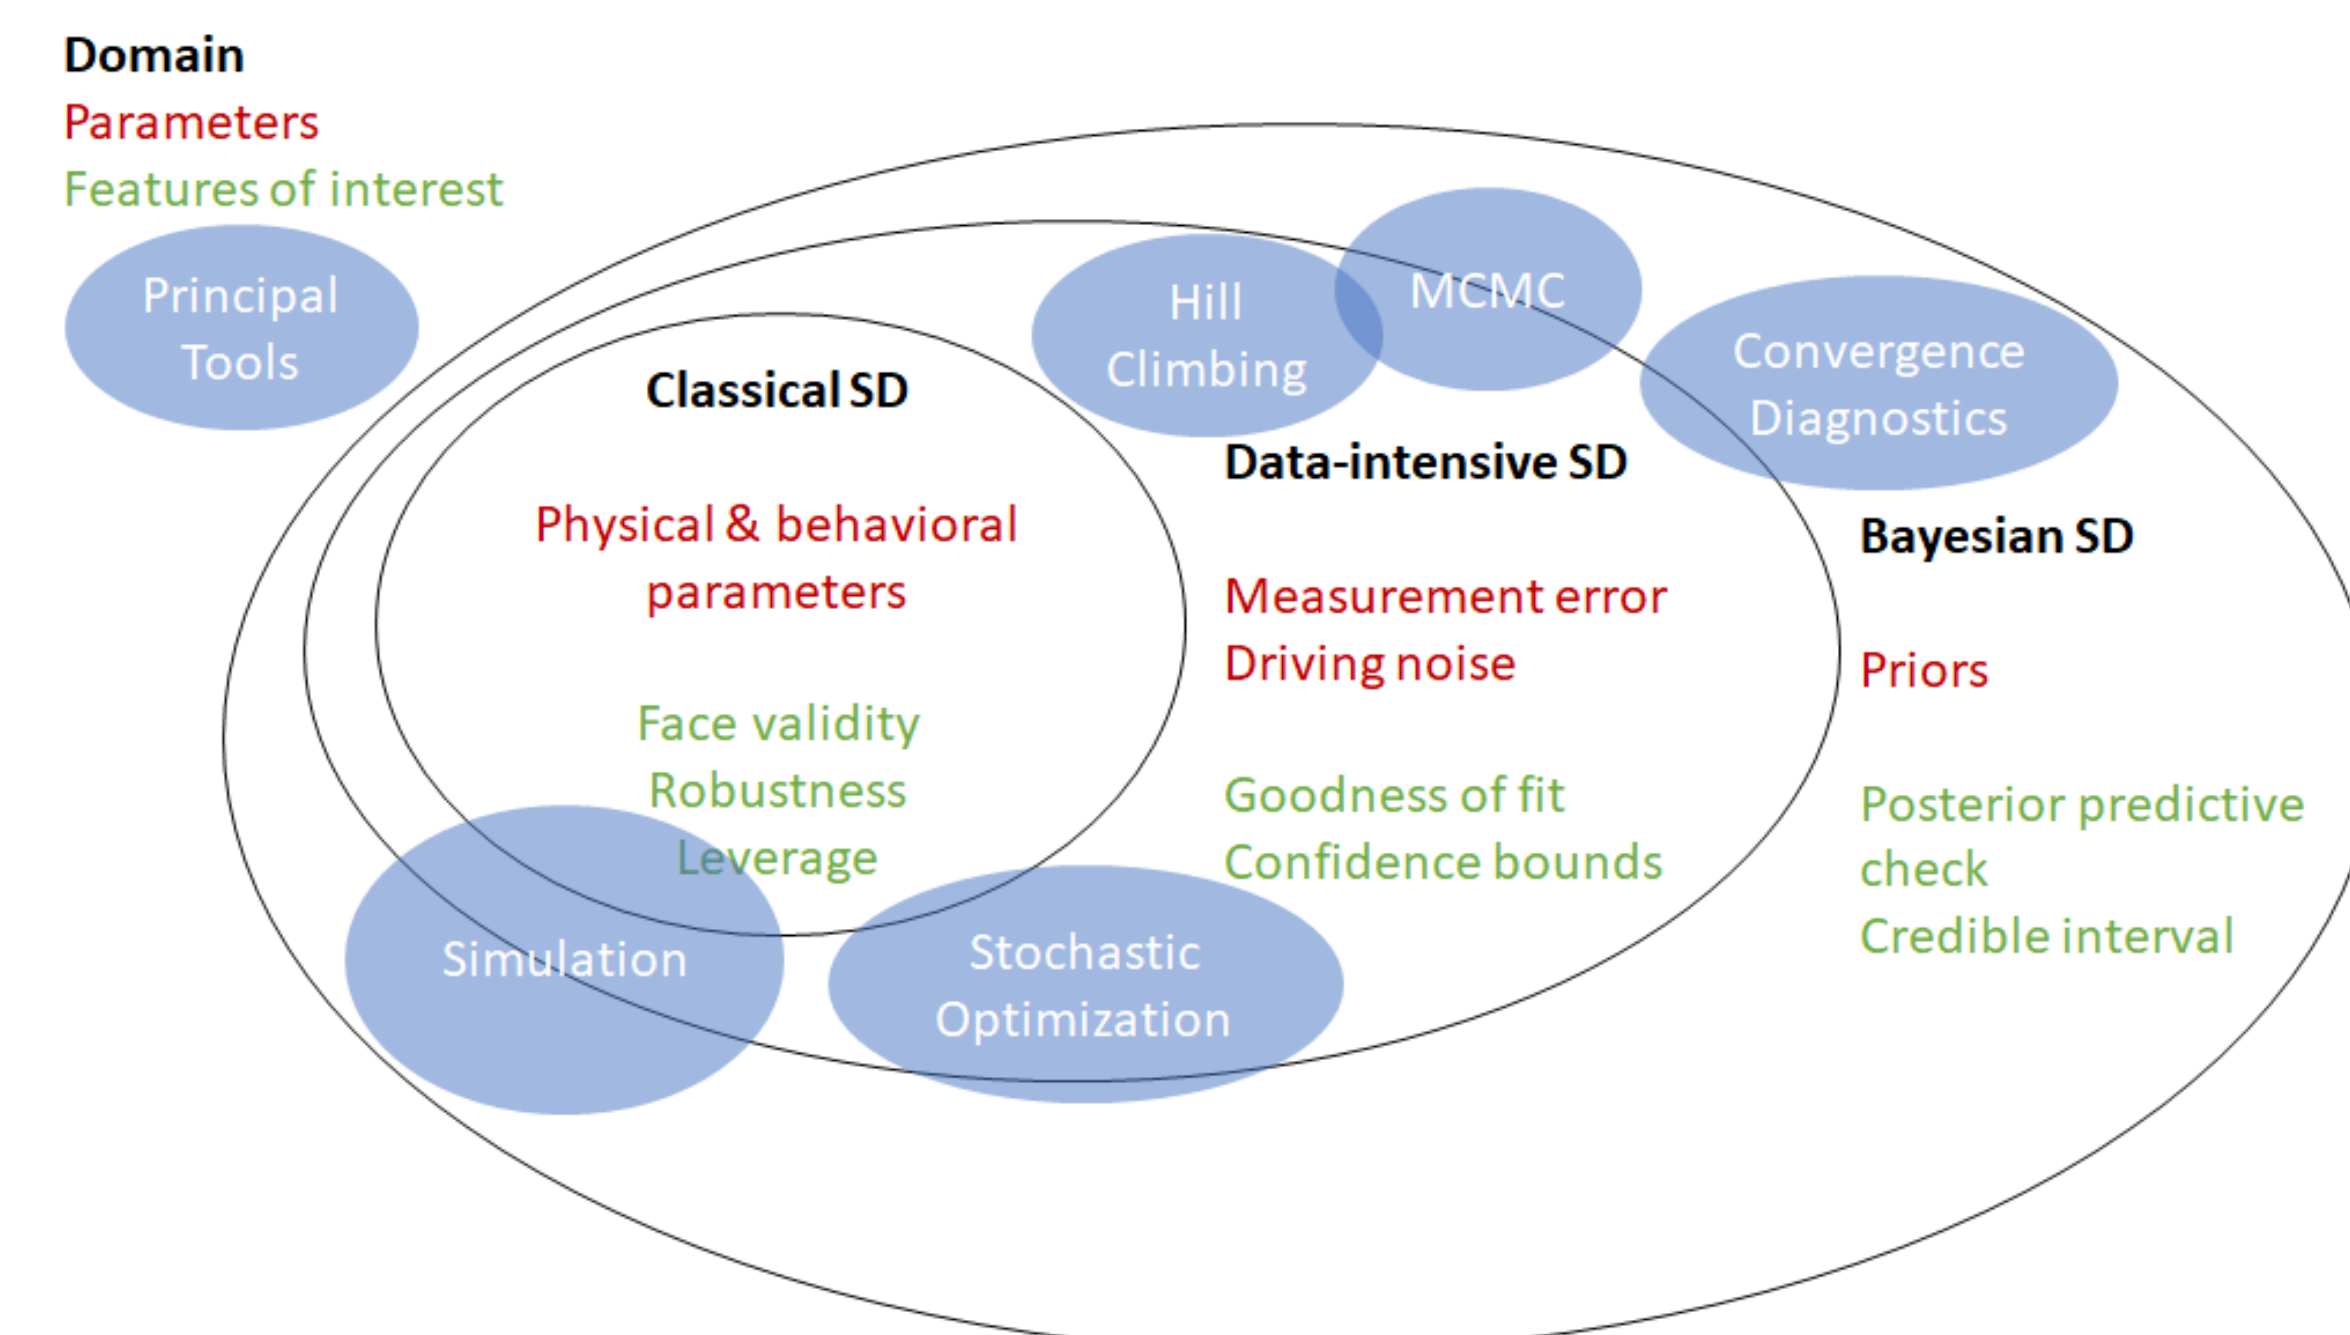 Domain
Parameters
Features of interest
Principal
Tools
Hill
Climbing
MCMC
Convergence
Diagnostics
Classical SD
Physical & behavioral
parameters
Face validity
Robustness
Leverage
Data-intensive SD
Measurement error
Driving noise
Goodness of fit
Confidence bounds
Bayesian SD
Priors
Posterior predictive
check
Credible interval
Simulation
Stochastic
Optimization